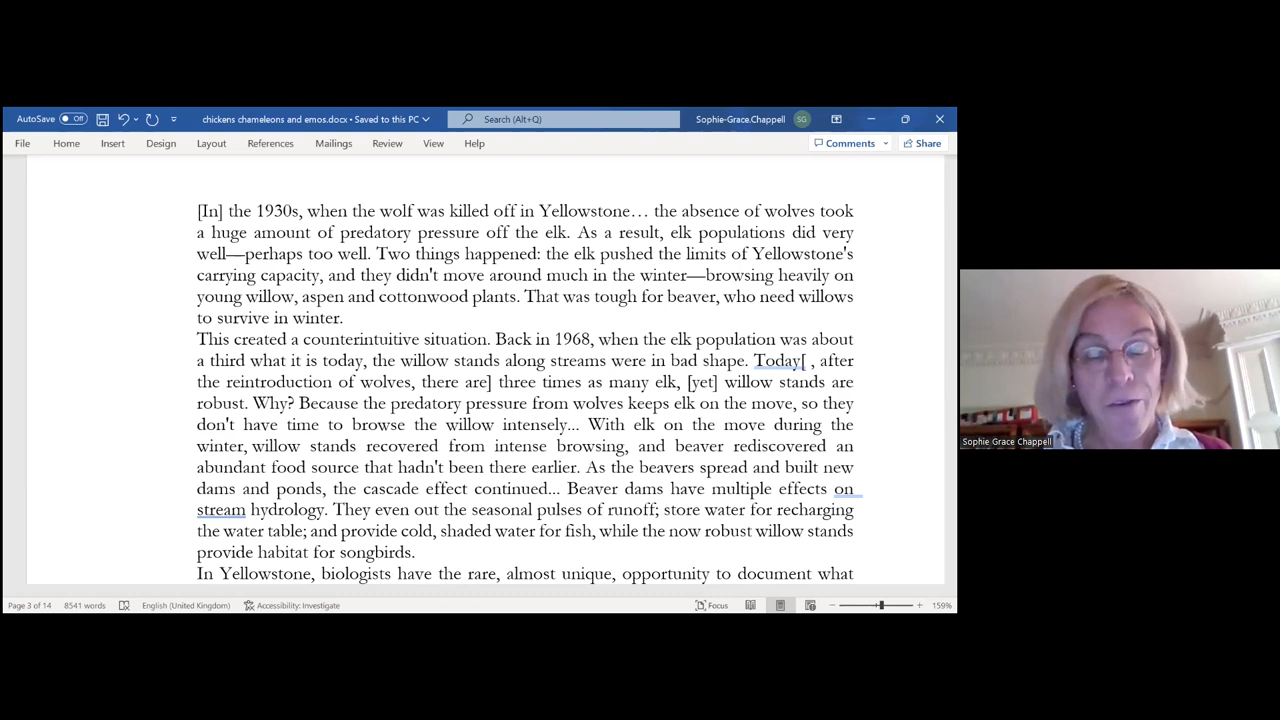 AutoSave Off
chickens chameleons and emos.docx • Saved to this PC
Search (Alt+Q)
Sophie-Grace.Chappell SG
File Home Insert Design Layout References Mailings Review View Help
Comments Share
[In] the 1930s, when the wolf was killed off in Yellowstone… the absence of wolves took
a huge amount of predatory pressure off the elk. As a result, elk populations did very
well—perhaps too well. Two things happened: the elk pushed the limits of Yellowstone's
carrying capacity, and they didn't move around much in the winter—browsing heavily on
young willow, aspen and cottonwood plants. That was tough for beaver, who need willows
to survive in winter.
This created a counterintuitive situation. Back in 1968, when the elk population was about
a third what it is today, the willow stands along streams were in bad shape. Today[ , after
the reintroduction of wolves, there are] three times as many elk, [yet] willow stands are
robust. Why? Because the predatory pressure from wolves keeps elk on the move, so they
don't have time to browse the willow intensely... With elk on the move during the
winter, willow stands recovered from intense browsing, and beaver rediscovered an
abundant food source that hadn't been there earlier. As the beavers spread and built new
dams and ponds, the cascade effect continued... Beaver dams have multiple effects on
stream hydrology. They even out the seasonal pulses of runoff; store water for recharging
the water table; and provide cold, shaded water for fish, while the now robust willow stands
provide habitat for songbirds.
In Yellowstone, biologists have the rare, almost unique, opportunity to document what
Page 3 of 14 8541 words English (United Kingdom) Accessibility: Investigate
Focus 159%
Sophie Grace Chappell